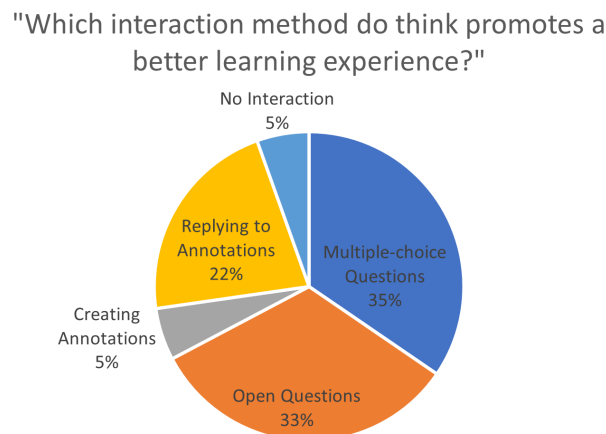 "Which interaction method do think promotes a
better learning experience?"
No Interaction
5%
Replying to
Annotations
22%
Multiple-choice
Questions
35%
Creating
Annotations
5%
Open Questions
33%